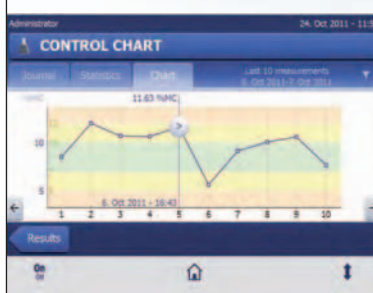 Administrator
24. Oct 2011 - 11:5
CONTROL CHART
Journal Statistics Chart
Last 10 measurements
6. Oct 2011-7. Oct 2011
%MC
11.63 %MC
10
5
6. Oct 2011 - 16:43
1 2 3 4 5 6 7 8 9 10
Results
On
Off